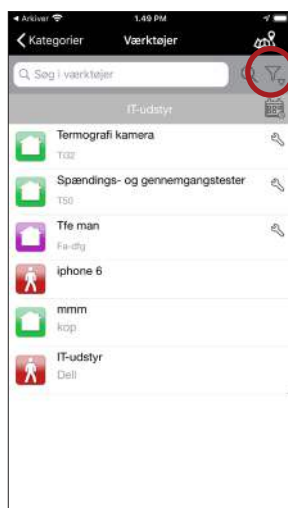 Arkiver
1.49 PM
Kategorier
Værktøjer
Søg i værktøjer
IT-udstyr
Termografi kamera
TI32
Spændings- og gennemgangstester
T50
Tfe man
Fa-dfg
iphone 6
mmm
kop
IT-udstyr
Dell